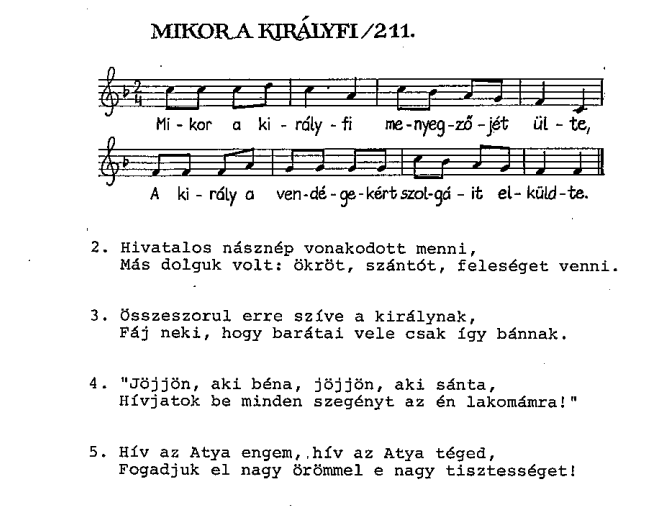 MIKOR A KIRÁLYFI/211.
2
4
Mi - kor a ki - rály - fi me - nyeg - ző - jét ül - te,
A ki - rály a ven - dé - ge - kért szol - gá - it el - küld - te.
2. Hivatalos násznép vonakodott menni,
Más dolguk volt: ökröt, szántót, feleséget venni.
3. Összeszorul erre szíve a királynak,
Fáj neki, hogy barátai vele csak így bánnak.
4. "Jöjjön, aki béna, jöjjön, aki sánta,
Hívjatok be minden szegényt az én lakomámra!"
5. Hív az Atya engem, hív az Atya téged,
Fogadjuk el nagy örömmel e nagy tisztességet!